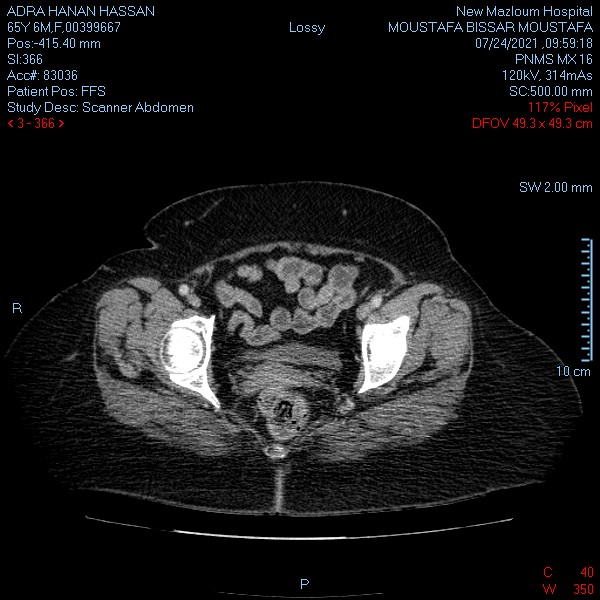 ADRA HANAN HASSAN
65Y 6M,F,00399667
Pos:-415.40 mm
SI:366
Acc#: 83036
Patient Pos: FFS
Study Desc: Scanner Abdomen
< 3 - 366 >
Lossy
New Mazloum Hospital
MOUSTAFA BISSAR MOUSTAFA
07/24/2021 ,09:59:18
PNMS MX 16
120kV, 314mAs
SC:500.00 mm
117% Pixel
DFOV 49.3 x 49.3 cm
SW 2.00 mm
R
10 cm
P
C 40
W 350